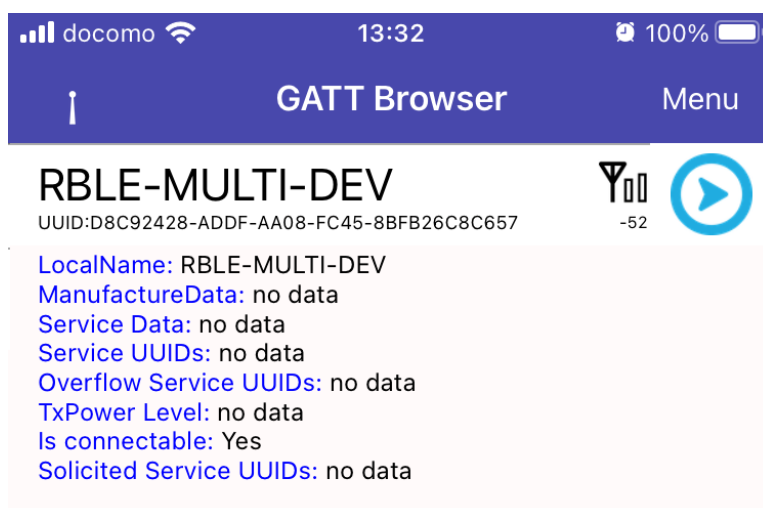 docomo 13:32 100%
GATT Browser Menu
RBLE-MULTI-DEV
UUID:D8C92428-ADDF-AA08-FC45-8BFB26C8C657 -52
LocalName: RBLE-MULTI-DEV
ManufactureData: no data
Service Data: no data
Service UUIDs: no data
Overflow Service UUIDs: no data
TxPower Level: no data
Is connectable: Yes
Solicited Service UUIDs: no data